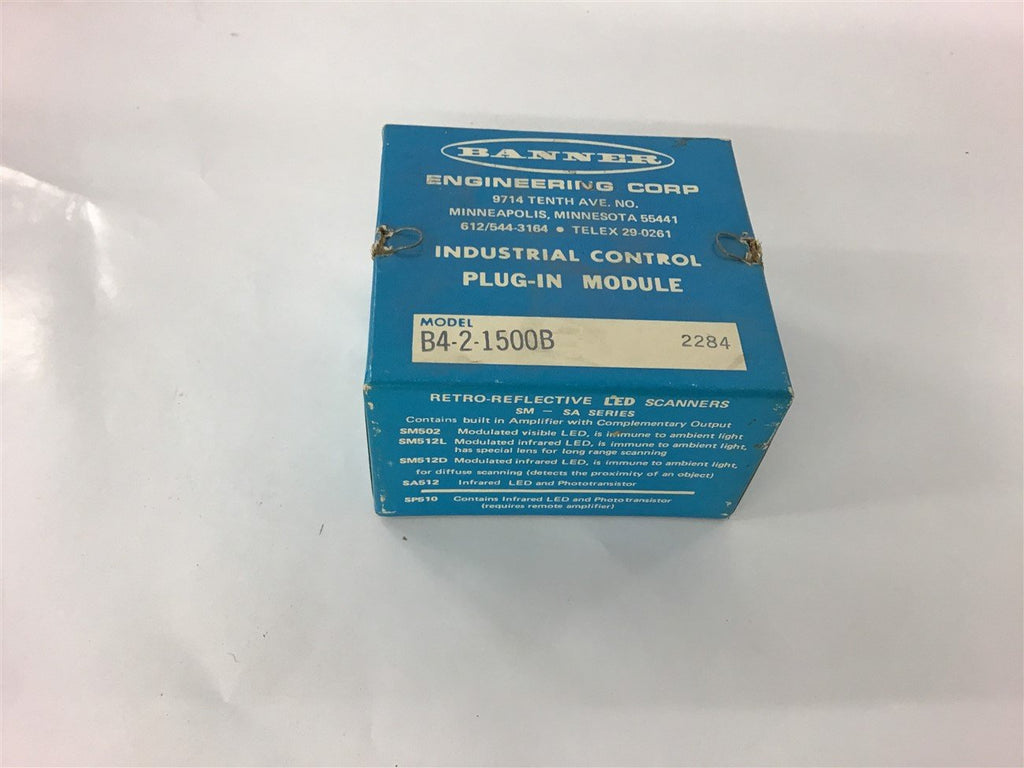 BANNER
ENGINEERING CORP
9714 TENTH AVE. NO.
MINNEAPOLIS, MINNESOTA 55441
612/544-3164 • TELEX 29-0261
INDUSTRIAL CONTROL
PLUG-IN MODULE
MODEL
B4-2-1500B 2284
RETRO-REFLECTIVE LED SCANNERS
SM - SA SERIES
Contains built in Amplifier with Complementary Output
SM502 Modulated visible LED, is immune to ambient light
SM512L Modulated infrared LED, is immune to ambient light,
has special lens for long range scanning
SM512D Modulated infrared LED, is immune to ambient light,
for diffuse scanning (detects the proximity of an object)
SA512 Infrared LED and Phototransistor
SP510 Contains Infrared LED and Phototransistor
(requires remote amplifier)